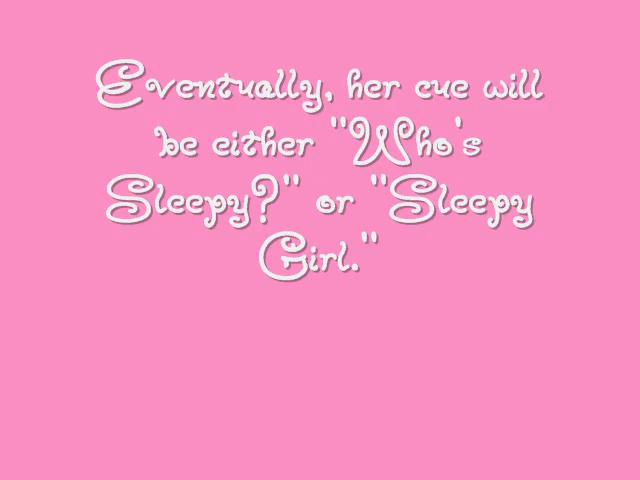 Eventually, her cue will
be either "Who's
Sleepy?" or "Sleepy
Girl."